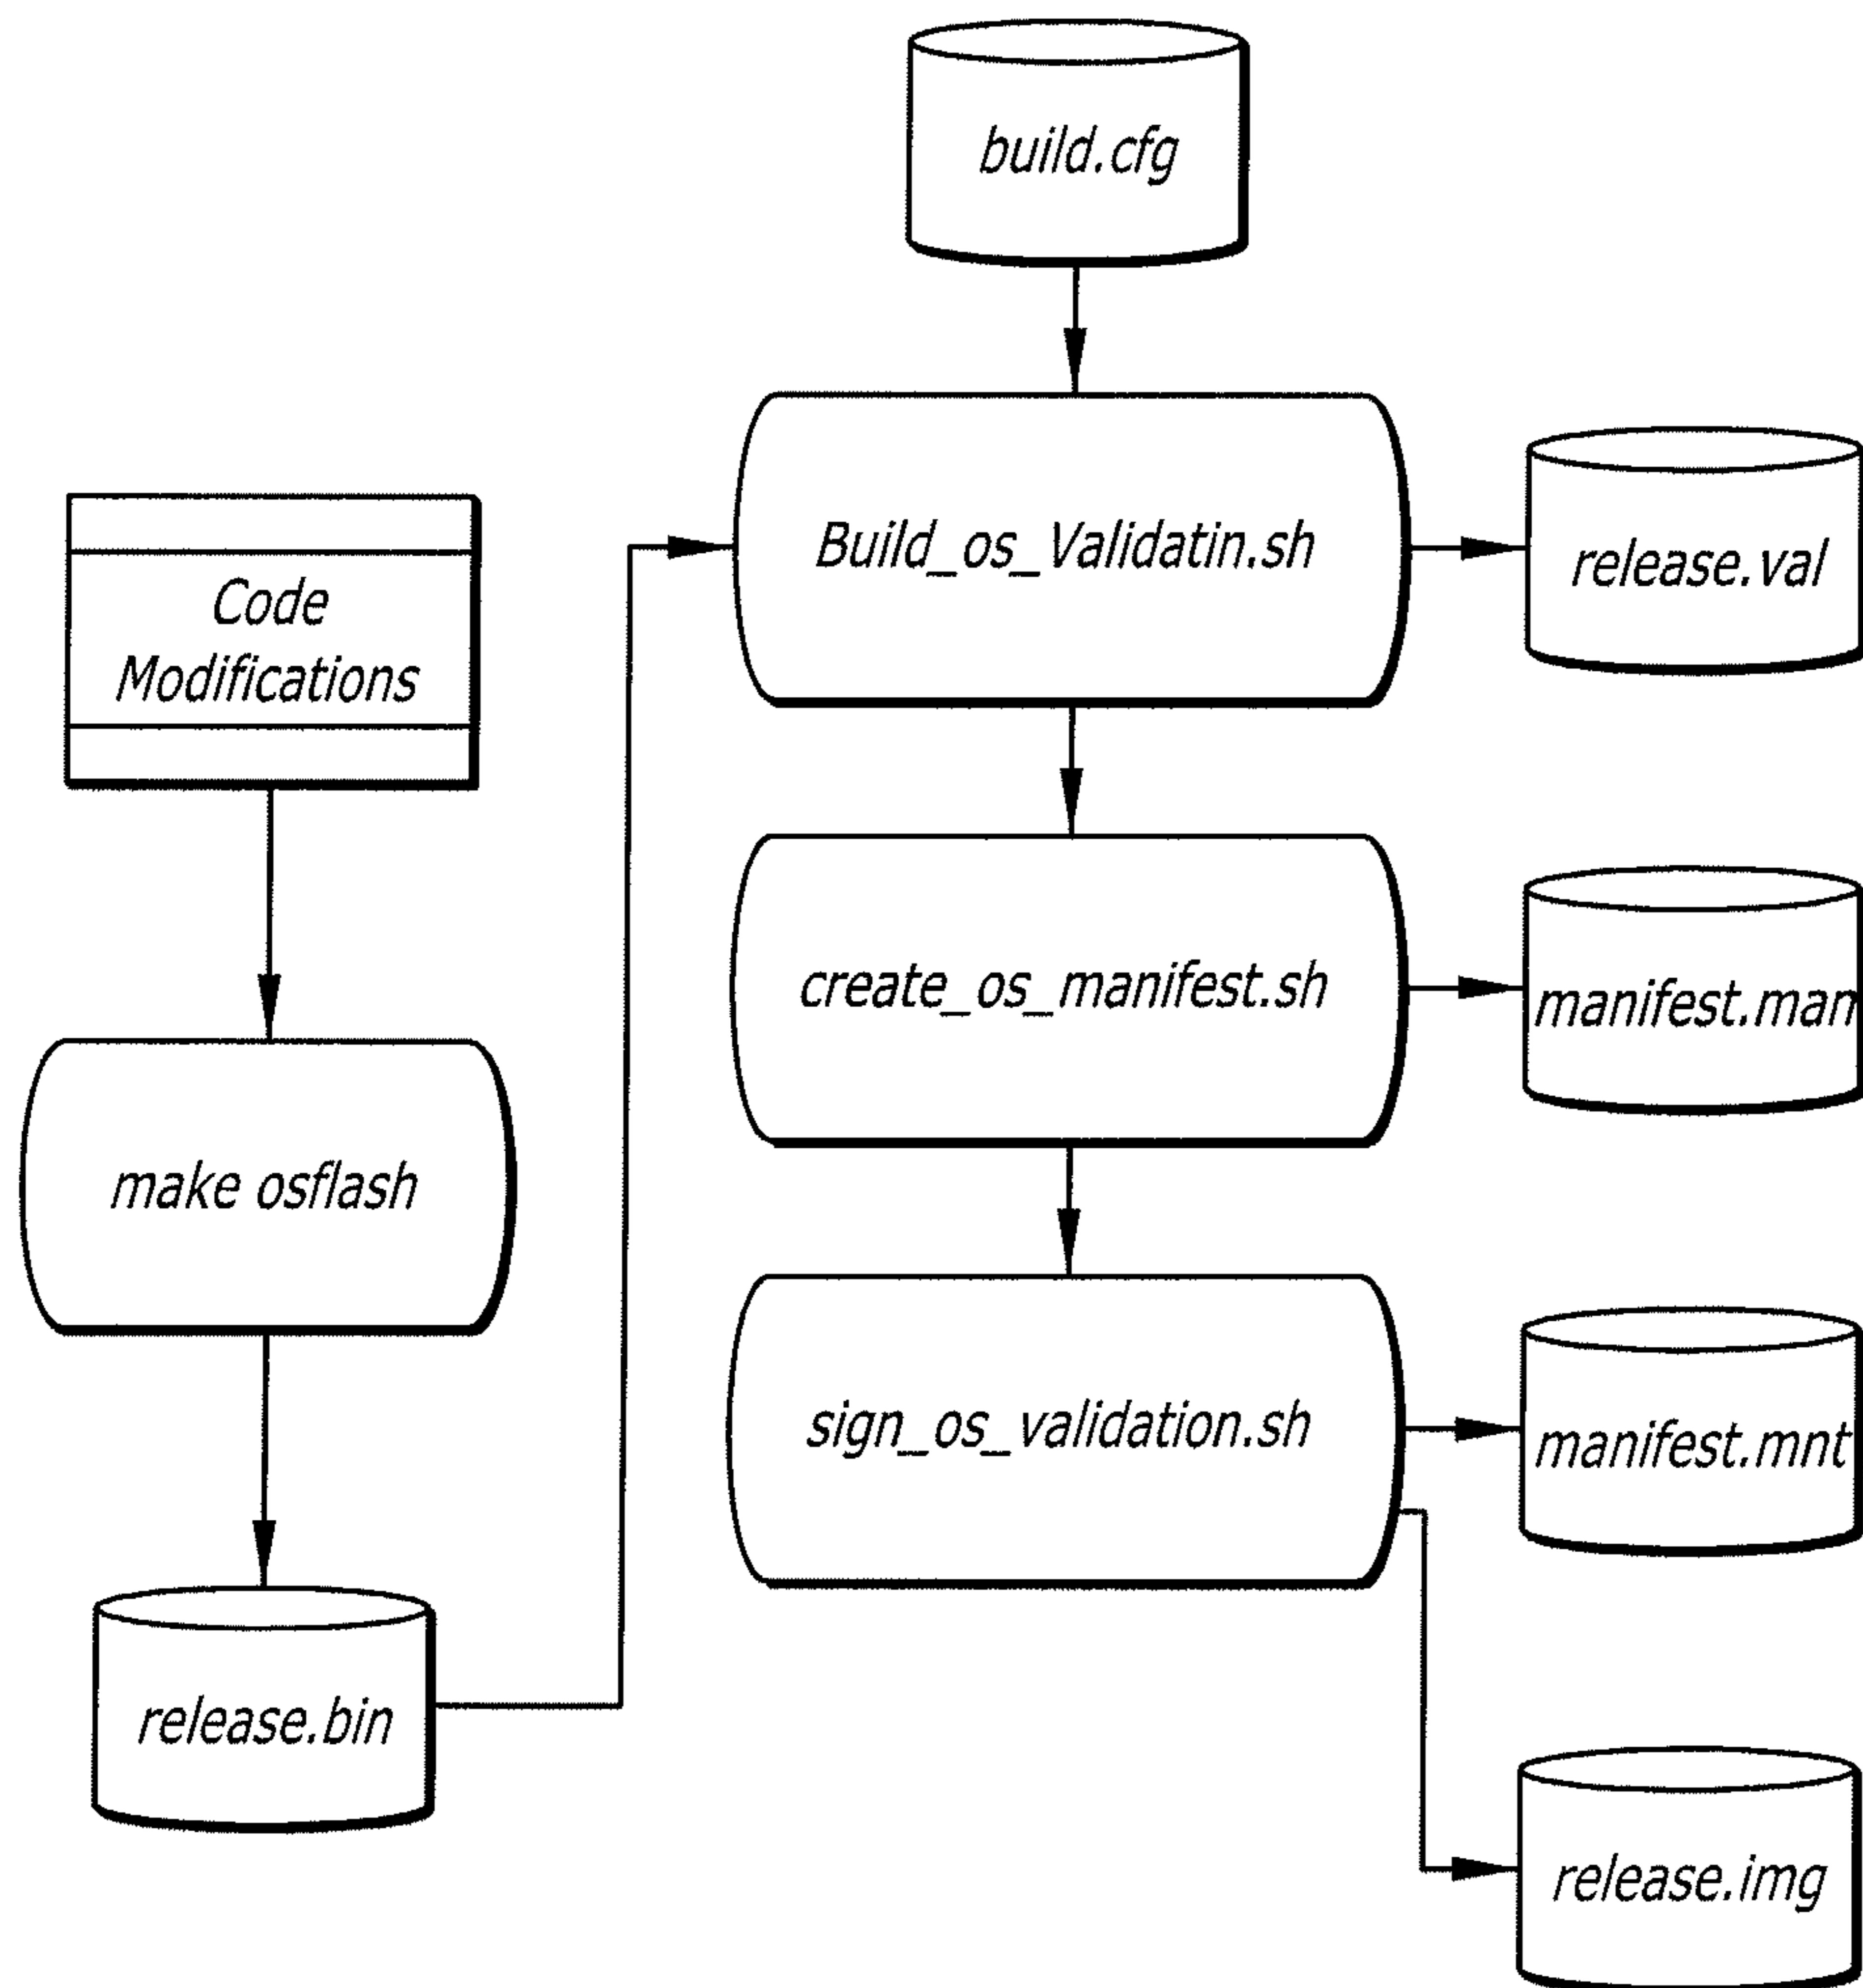 build.cfg
Build_os_Validatin.sh
release.val
Code
Modifications
create_os_manifest.sh
manifest.man
make osflash
sign_os_validation.sh
manifest.mnt
release.bin
release.img